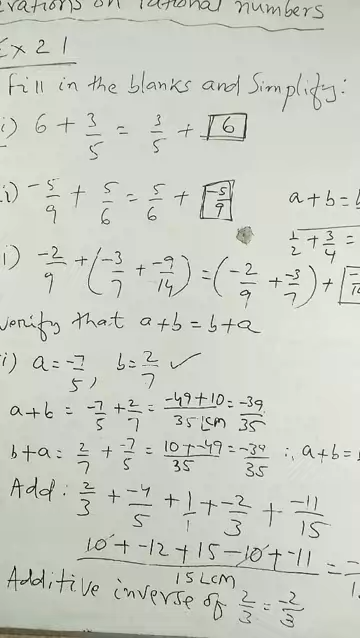 erations on rational numbers
Ex 21
Fill in the blanks and Simplify:
i) 6 + 3/5 = 3/5 + 6
i) -5/9 + 5/6 = 5/6 + -5/9
a+b =
1/2 + 3/4 =
i) -2/9 + (-3/7 + -9/14) = (-2/9 + -3/7) +
verify that a+b = b+a
i) a = -7/5, b = 2/7 ✓
a+b = -7/5 + 2/7 = -49+10/35 LCM = -39/35
b+a = 2/7 + -7/5 = 10+-49/35 = -39/35 ∴ a+b =
Add: 2/3 + -4/5 + 1/1 + -2/3 + -11/15
10 + -12 + 15 - 10 + -11/15 LCM =
Additive inverse of 2/3 = -2/3